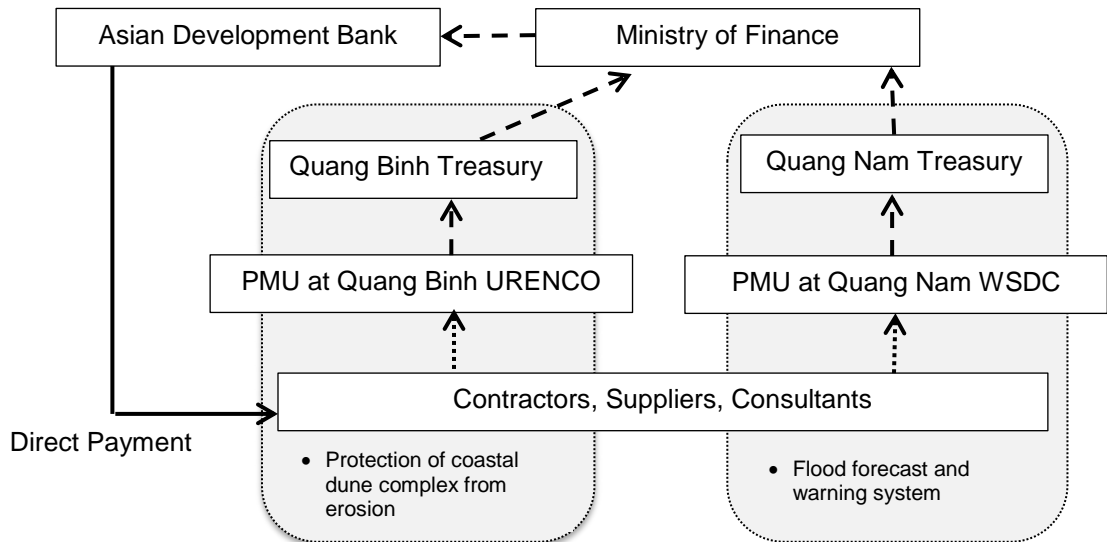 Asian Development Bank
Ministry of Finance
Quang Binh Treasury
Quang Nam Treasury
PMU at Quang Binh URENCO
PMU at Quang Nam WSDC
Contractors, Suppliers, Consultants
Direct Payment
• Protection of coastal
dune complex from
erosion
• Flood forecast and
warning system